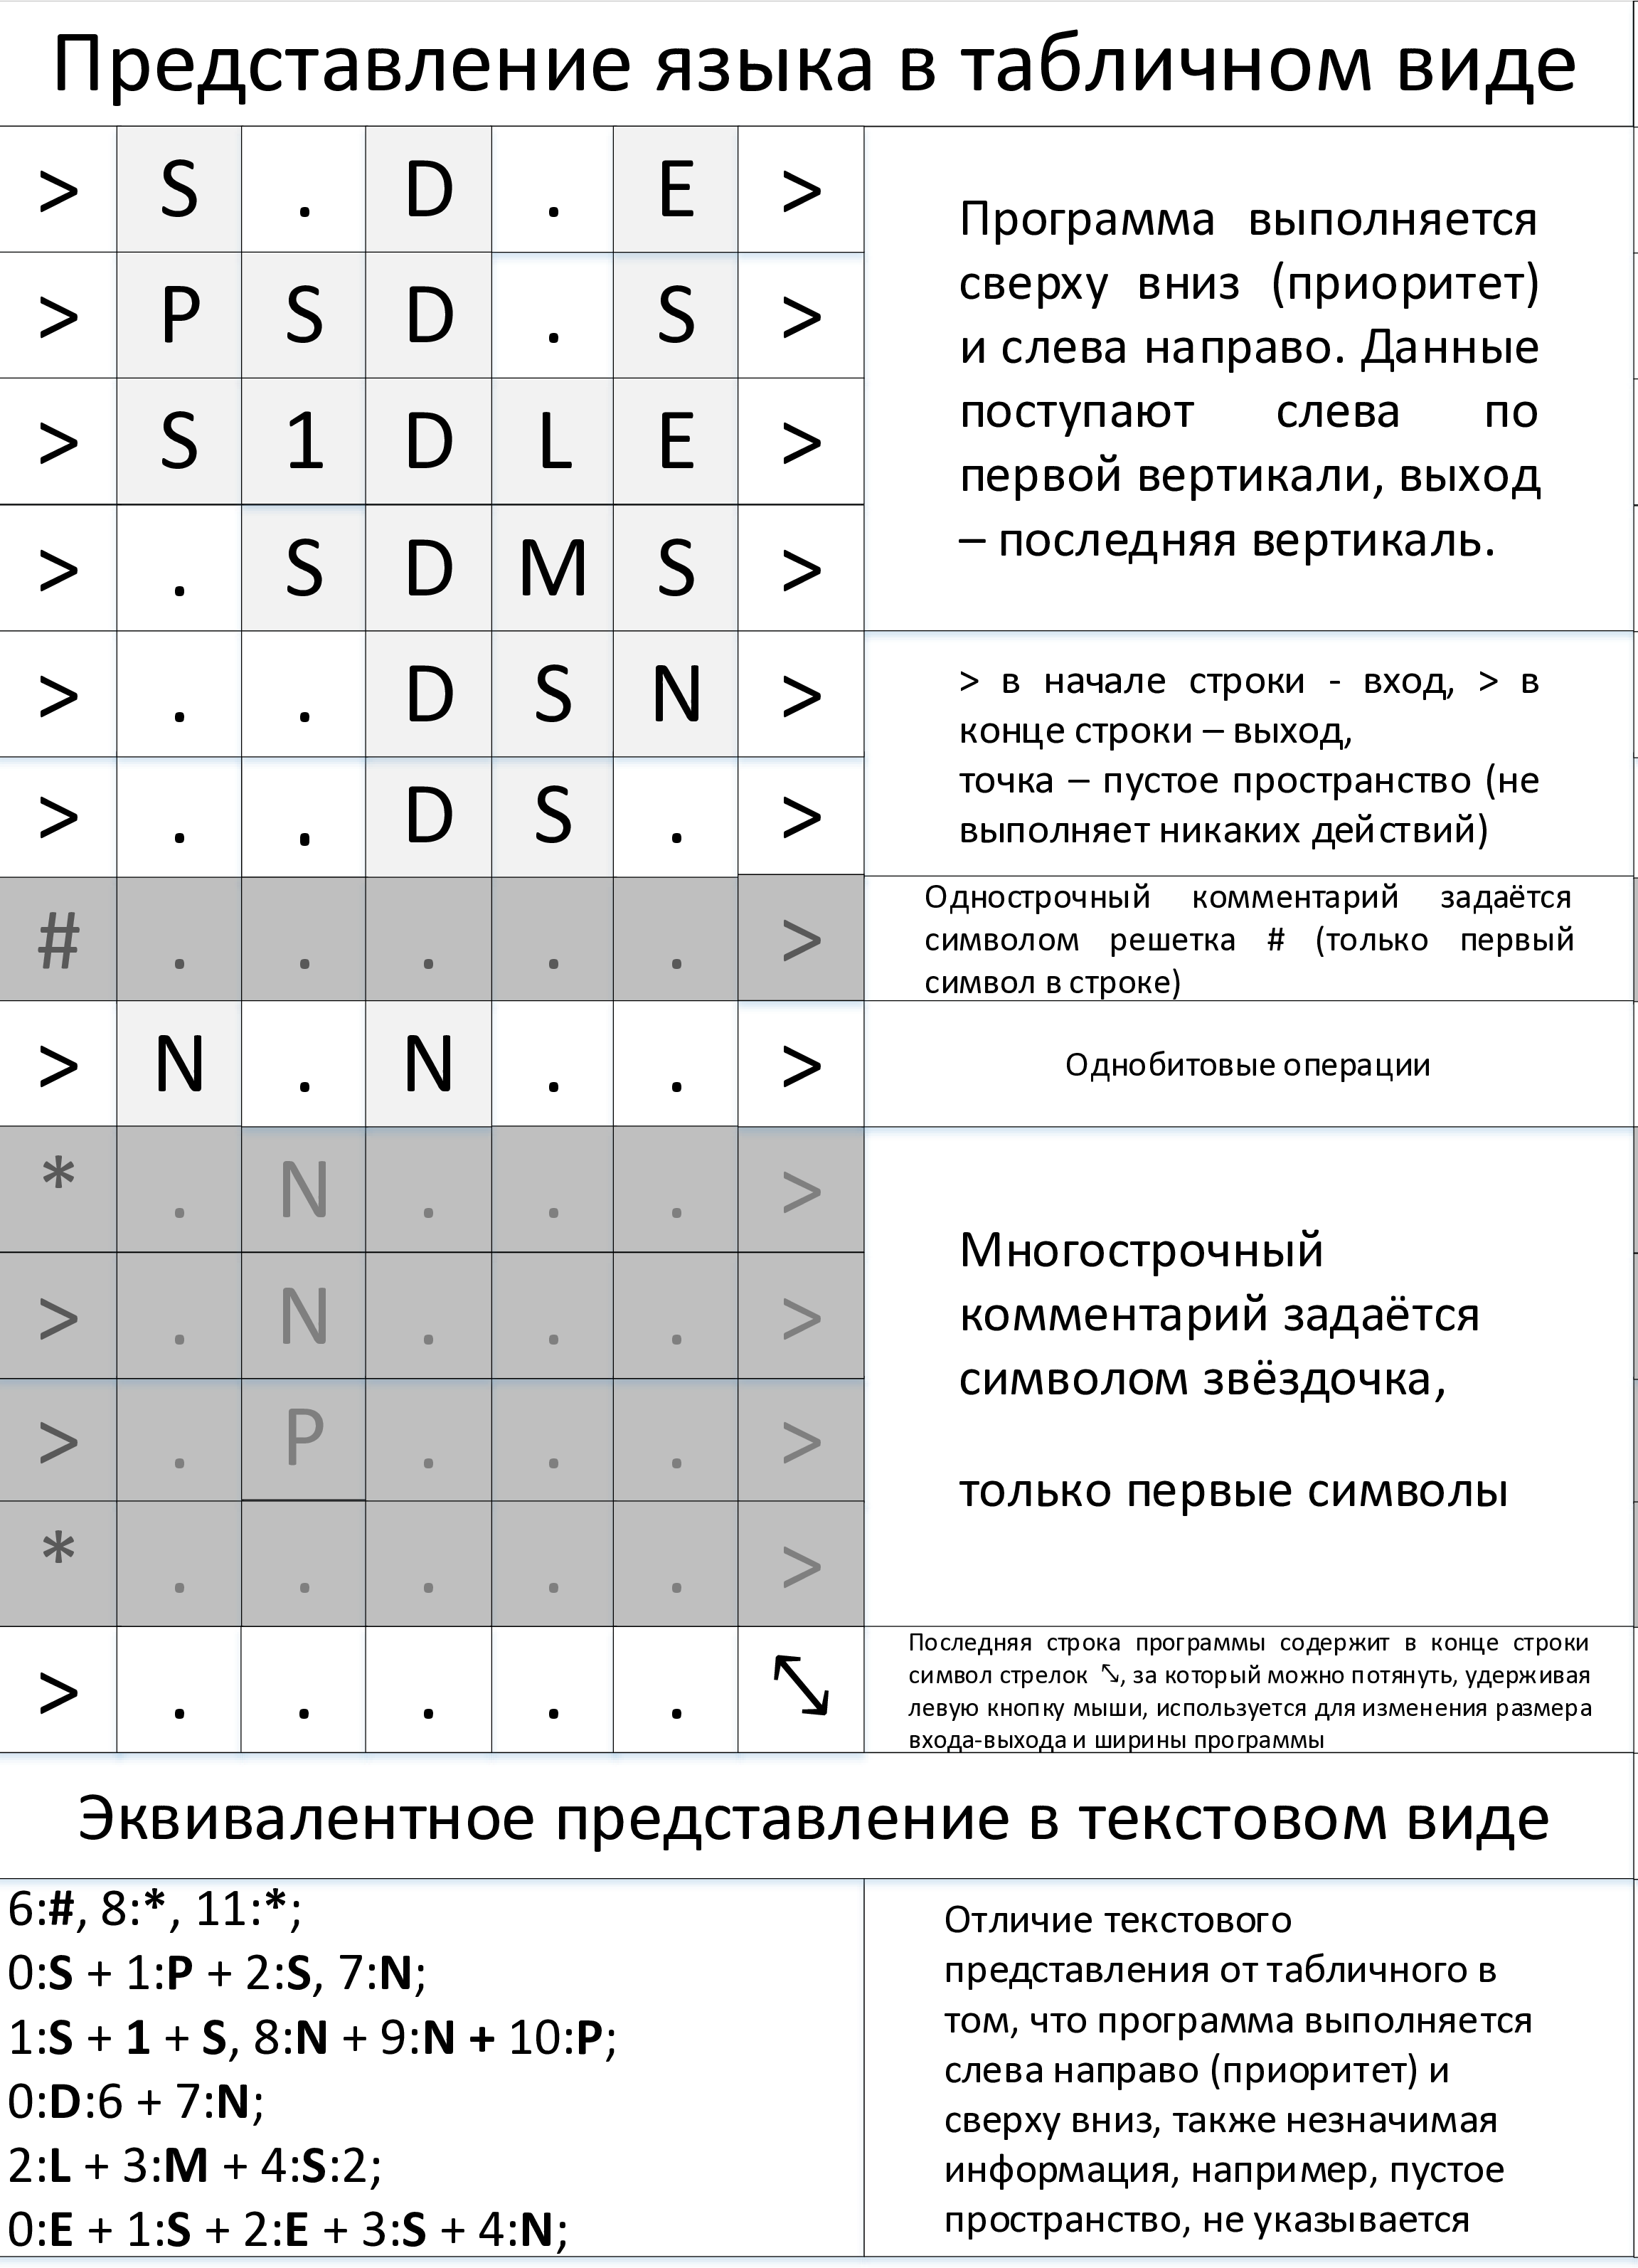 Представление языка в табличном виде
> S . D . E >
> P S D . S >
> S 1 D L E >
> . S D M S >
Программа выполняется
сверху вниз (приоритет)
и слева направо. Данные
поступают слева по
первой вертикали, выход
– последняя вертикаль.
> . . D S N >
> . . D S . >
> в начале строки - вход, > в
конце строки – выход,
точка – пустое пространство (не
выполняет никаких действий)
# . . . . . >
Однострочный комментарий задаётся
символом решетка # (только первый
символ в строке)
> N . N . . >
Однобитовые операции
* . N . . . >
> . N . . . >
> . P . . . >
* . . . . . >
Многострочный
комментарий задаётся
символом звёздочка,
только первые символы
> . . . . . ⤡
Последняя строка программы содержит в конце строки
символ стрелок ⤡, за который можно потянуть, удерживая
левую кнопку мыши, используется для изменения размера
входа-выхода и ширины программы
Эквивалентное представление в текстовом виде
6:#, 8:*, 11:*;
0:S + 1:P + 2:S, 7:N;
1:S + 1 + S, 8:N + 9:N + 10:P;
0:D:6 + 7:N;
2:L + 3:M + 4:S:2;
0:E + 1:S + 2:E + 3:S + 4:N;
Отличие текстового
представления от табличного в
том, что программа выполняется
слева направо (приоритет) и
сверху вниз, также незначимая
информация, например, пустое
пространство, не указывается